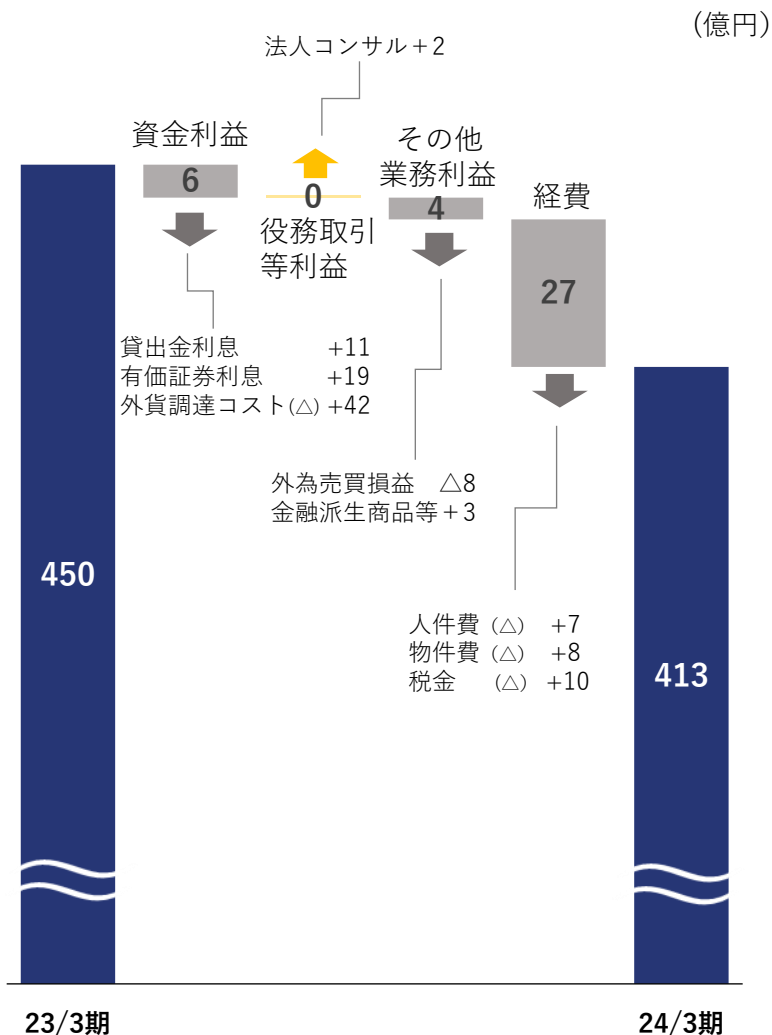 (億円)
法人コンサル＋2
資金利益
6
0
役務取引
等利益
その他
業務利益
4
経費
27
貸出金利息 +11
有価証券利息 +19
外貨調達コスト(△) +42
外為売買損益 △8
金融派生商品等＋3
人件費 (△) +7
物件費 (△) +8
税金 (△) +10
450
413
23/3期
24/3期